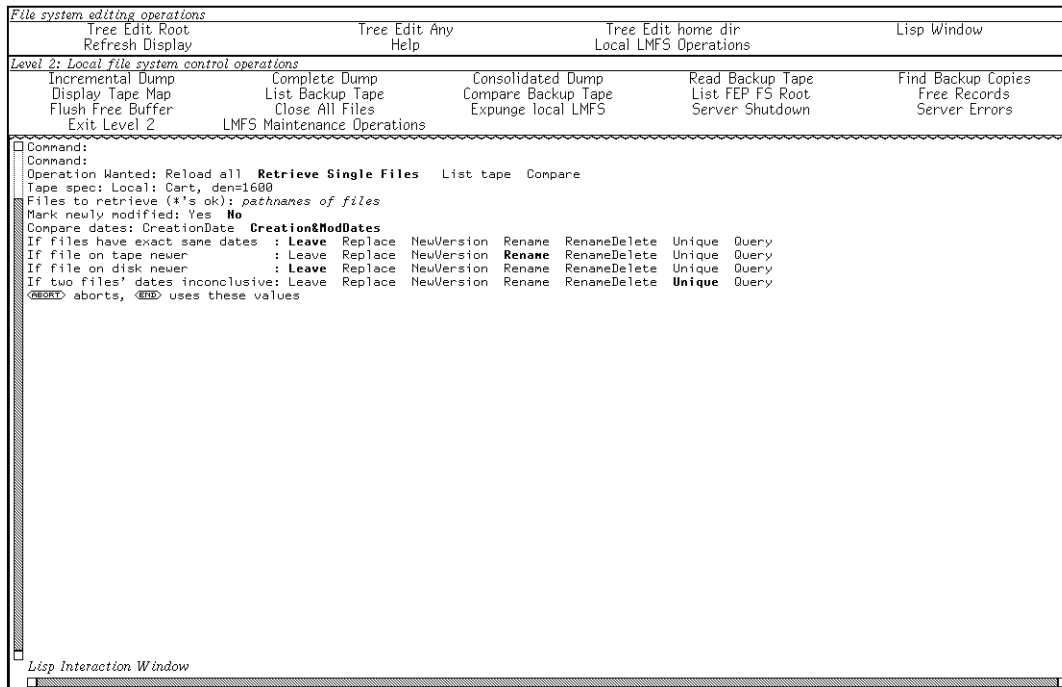 File system editing operations
Tree Edit Root Tree Edit Any Tree Edit home dir Lisp Window
Refresh Display Help Local LMFS Operations
Level 2: Local file system control operations
Incremental Dump Complete Dump Consolidated Dump Read Backup Tape Find Backup Copies
Display Tape Map List Backup Tape Compare Backup Tape List FEP FS Root Free Records
Flush Free Buffer Close All Files Expunge local LMFS Server Shutdown Server Errors
Exit Level 2 LMFS Maintenance Operations
Command:
Command:
Operation Wanted: Reload all Retrieve Single Files List tape Compare
Tape spec: Local: Cart, den=1600
Files to retrieve (*'s ok): pathnames of files
Mark newly modified: Yes No
Compare dates: CreationDate Creation&ModDates
If files have exact same dates : Leave Replace NewVersion Rename RenameDelete Unique Query
If file on tape newer : Leave Replace NewVersion Rename RenameDelete Unique Query
If file on disk newer : Leave Replace NewVersion Rename RenameDelete Unique Query
If two files' dates inconclusive: Leave Replace NewVersion Rename RenameDelete Unique Query
ABORT aborts, END uses these values
Lisp Interaction Window